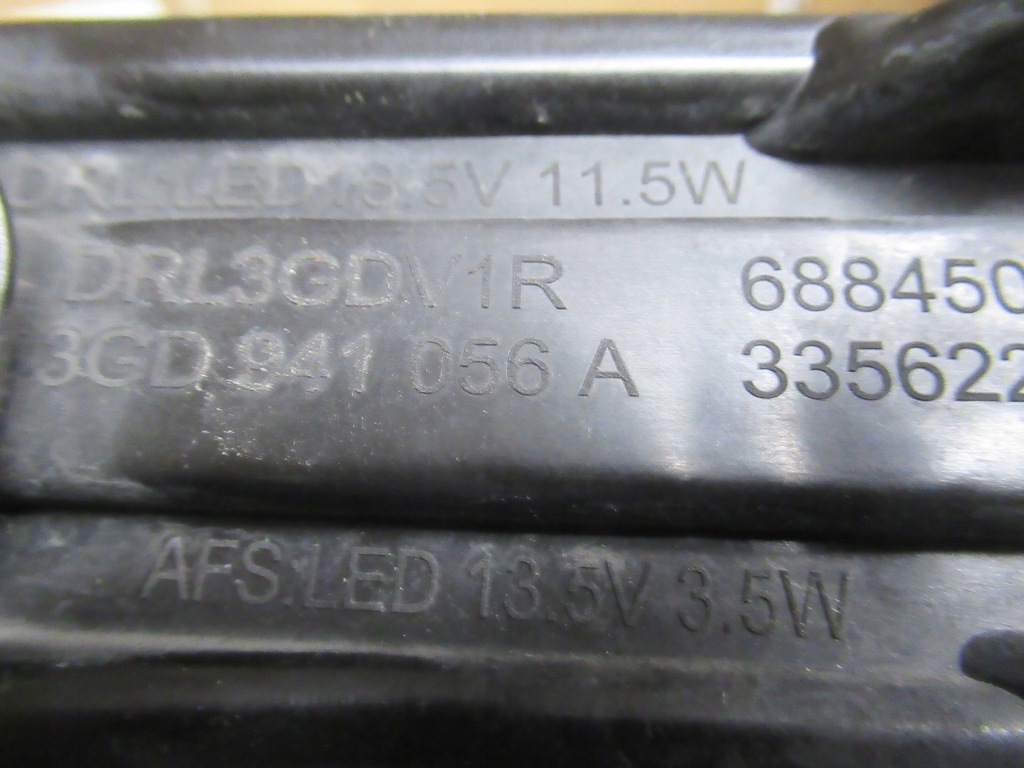 DRL:LED 13.5V 11.5W
DRL3GDV1R 688450
3GD 941 056 A 335622
AFS:LED 13.5V 3.5W